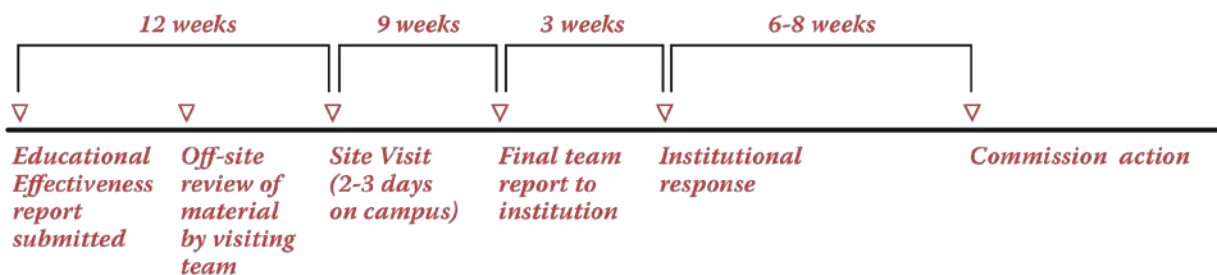 12 weeks
9 weeks
3 weeks
6-8 weeks
Educational
Effectiveness
report
submitted
Off-site
review of
material
by visiting
team
Site Visit
(2-3 days
on campus)
Final team
report to
institution
Institutional
response
Commission action